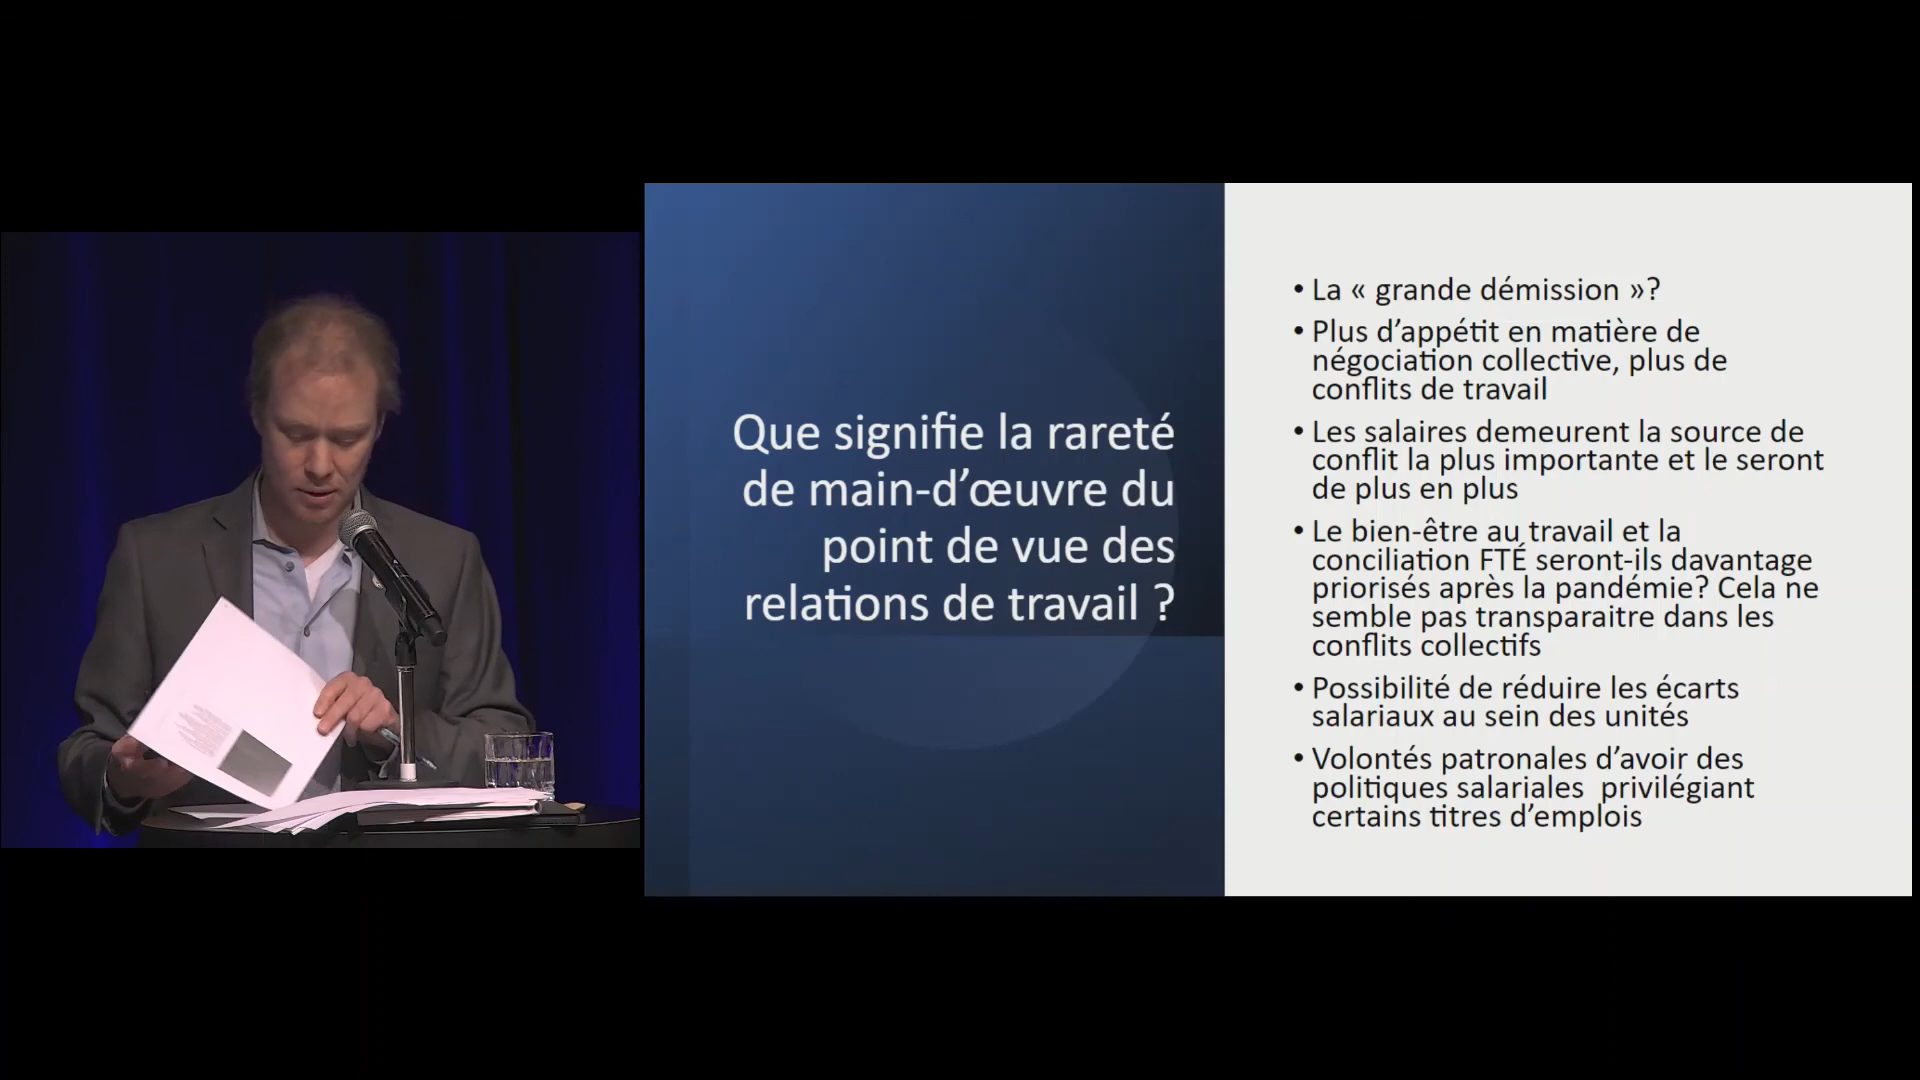 Que signifie la rareté
de main-d’œuvre du
point de vue des
relations de travail ?
• La « grande démission »?
• Plus d’appétit en matière de
négociation collective, plus de
conflits de travail
• Les salaires demeurent la source de
conflit la plus importante et le seront
de plus en plus
• Le bien-être au travail et la
conciliation FTÉ seront-ils davantage
priorisés après la pandémie? Cela ne
semble pas transparaitre dans les
conflits collectifs
• Possibilité de réduire les écarts
salariaux au sein des unités
• Volontés patronales d’avoir des
politiques salariales  privilégiant
certains titres d’emplois